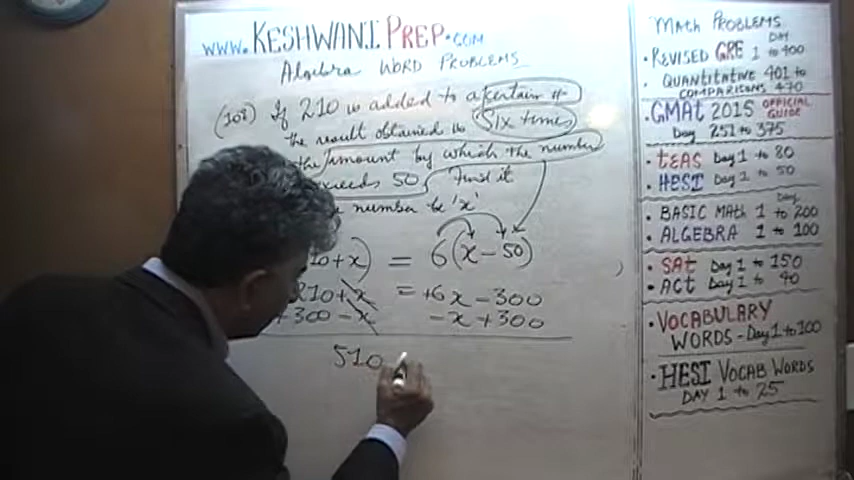 www.KESHWANI PREP.COM
Algebra WORD PROBLEMS
(108) If 210 is added to a certain #
the result obtained is Six times
the amount by which the number
exceeds 50 Find it
number be 'x'
10+x) = 6(x-50)
210+x = +6x-300
+300-x -x+300
510
Math PROBLEMS
DAY
• REVISED GRE 1 to 400
• QUANTITATIVE 401 to
COMPARISONS 470
• GMAT 2015 OFFICIAL GUIDE
Day 251 to 375
• TEAS Day 1 to 80
• HESI Day 1 to 50
Day
• BASIC MATH 1 to 200
• ALGEBRA 1 to 100
• SAT Day 1 to 150
• ACT Day 1 to 40
• VOCABULARY
WORDS - Day 1 to 100
• HESI VOCAB WORDS
DAY 1 to 25